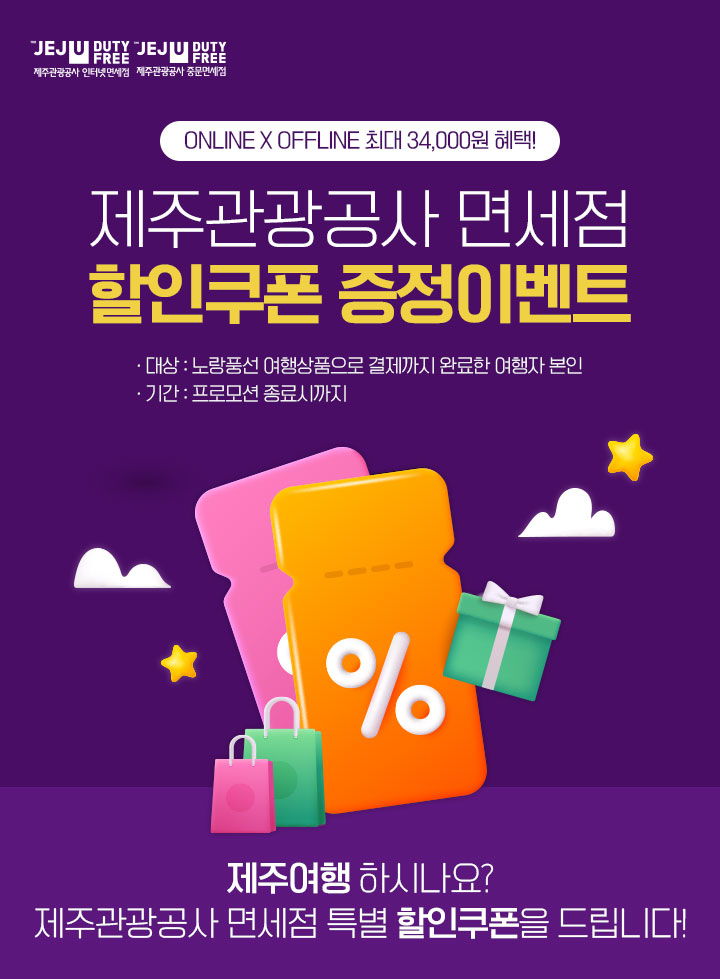 JEJU DUTY FREE
제주관광공사 인터넷면세점
JEJU DUTY FREE
제주관광공사 중문면세점
ONLINE X OFFLINE 최대 34,000원 혜택!
제주관광공사 면세점
할인쿠폰 증정이벤트
· 대상 : 노랑풍선 여행상품으로 결제까지 완료한 여행자 본인
· 기간 : 프로모션 종료시까지
%
제주여행 하시나요?
제주관광공사 면세점 특별 할인쿠폰을 드립니다!